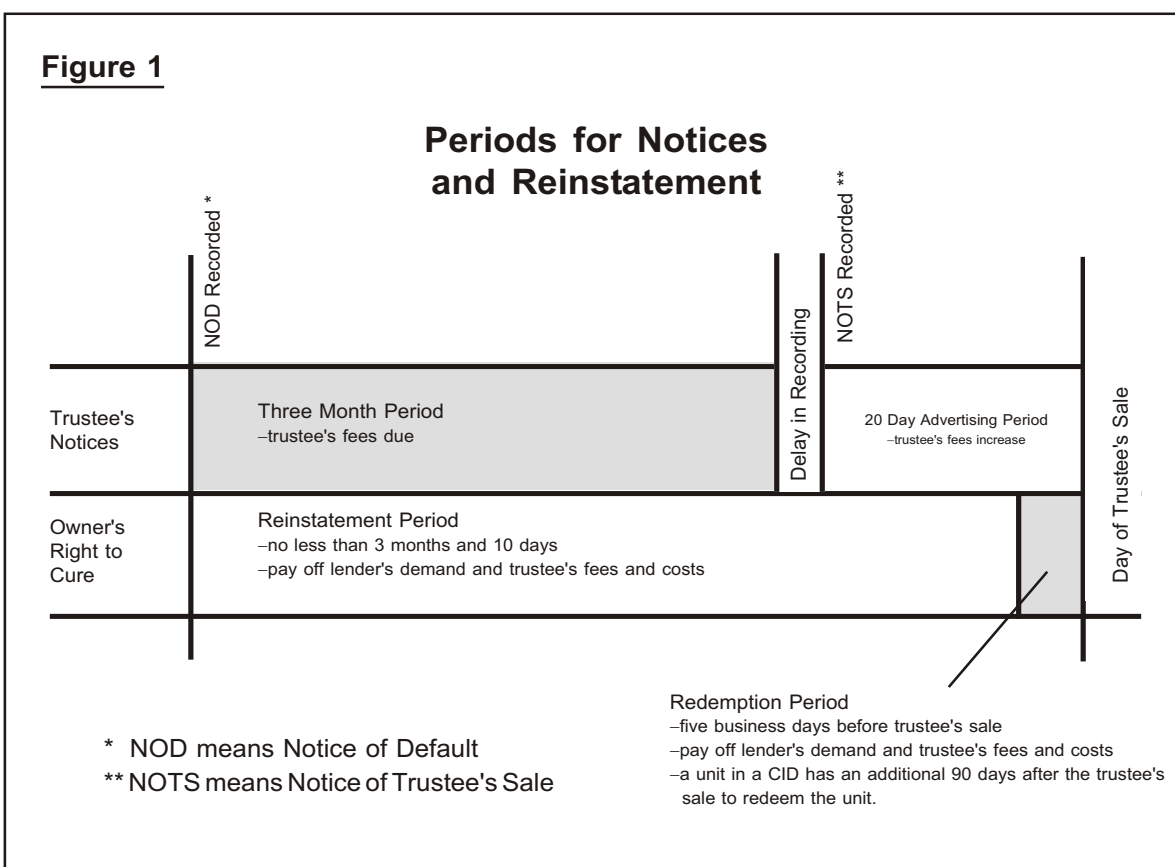 Figure 1
Periods for Notices
and Reinstatement
NOD Recorded *
NOTS Recorded **
Trustee's
Notices
Three Month Period
–trustee's fees due
Delay in Recording
20 Day Advertising Period
–trustee's fees increase
Day of Trustee's Sale
Owner's
Right to
Cure
Reinstatement Period
–no less than 3 months and 10 days
–pay off lender's demand and trustee's fees and costs
Redemption Period
–five business days before trustee's sale
–pay off lender's demand and trustee's fees and costs
–a unit in a CID has an additional 90 days after the trustee's
sale to redeem the unit.
* NOD means Notice of Default
** NOTS means Notice of Trustee's Sale